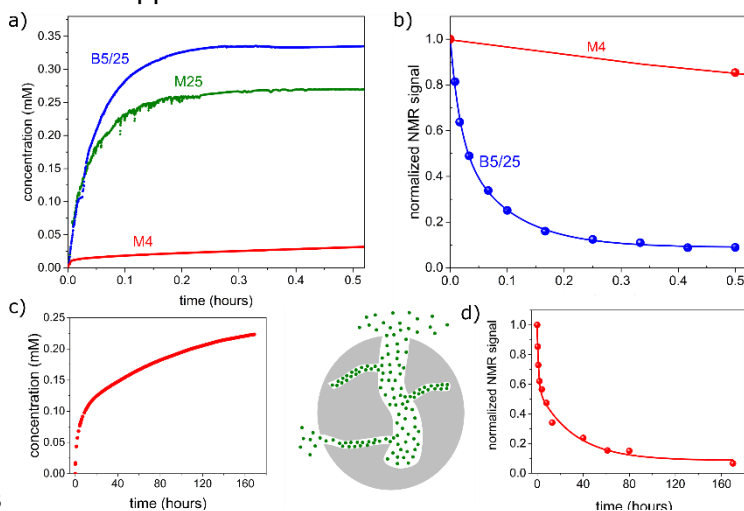 a)
B5/25
M25
M4
concentration (mM)
0.35
0.30
0.25
0.20
0.15
0.10
0.05
0.00
0.0 0.1 0.2 0.3 0.4 0.5
time (hours)
b)
M4
B5/25
normalized NMR signal
1.0
0.8
0.6
0.4
0.2
0.0
0.0 0.1 0.2 0.3 0.4 0.5
time (hours)
c)
concentration (mM)
0.25
0.20
0.15
0.10
0.05
0.00
0 40 80 120 160
time (hours)
d)
normalized NMR signal
1.0
0.8
0.6
0.4
0.2
0.0
0 40 80 120 160
time (hours)